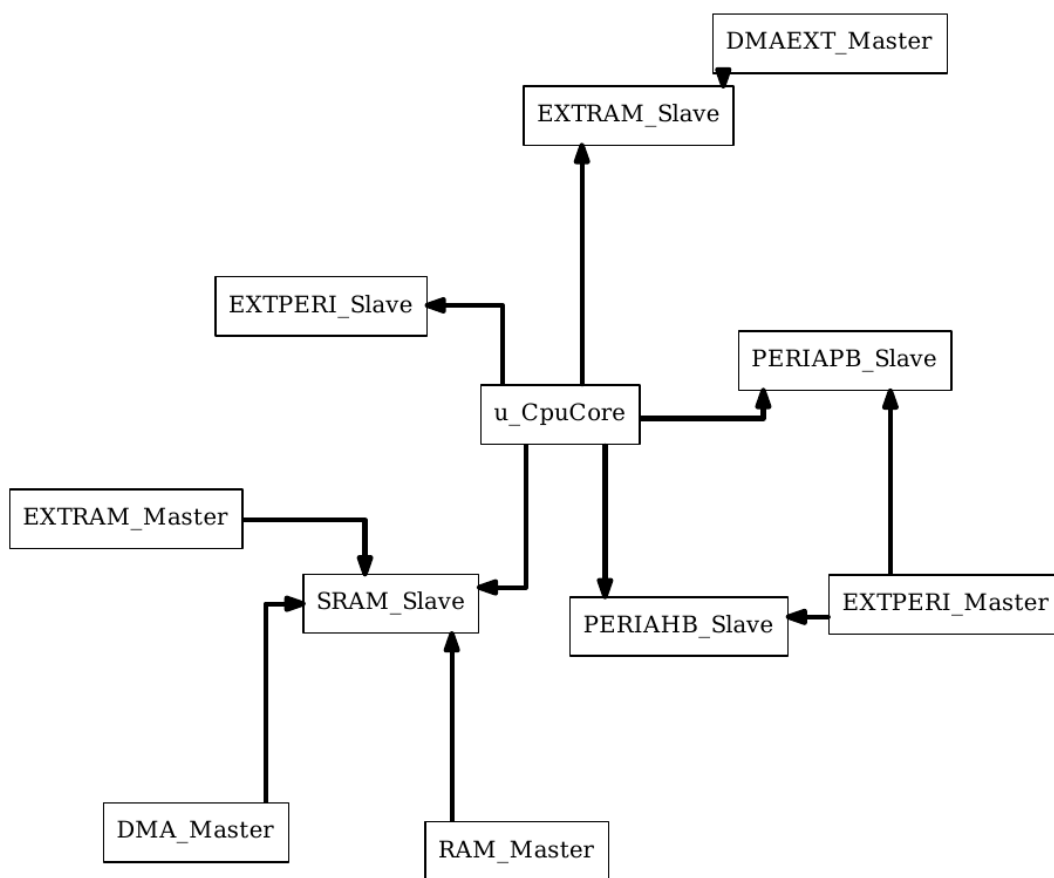 DMAEXT_Master
EXTRAM_Slave
EXTPERI_Slave
PERIAPB_Slave
u_CpuCore
EXTRAM_Master
SRAM_Slave
EXTPERI_Master
PERIAHB_Slave
DMA_Master
RAM_Master